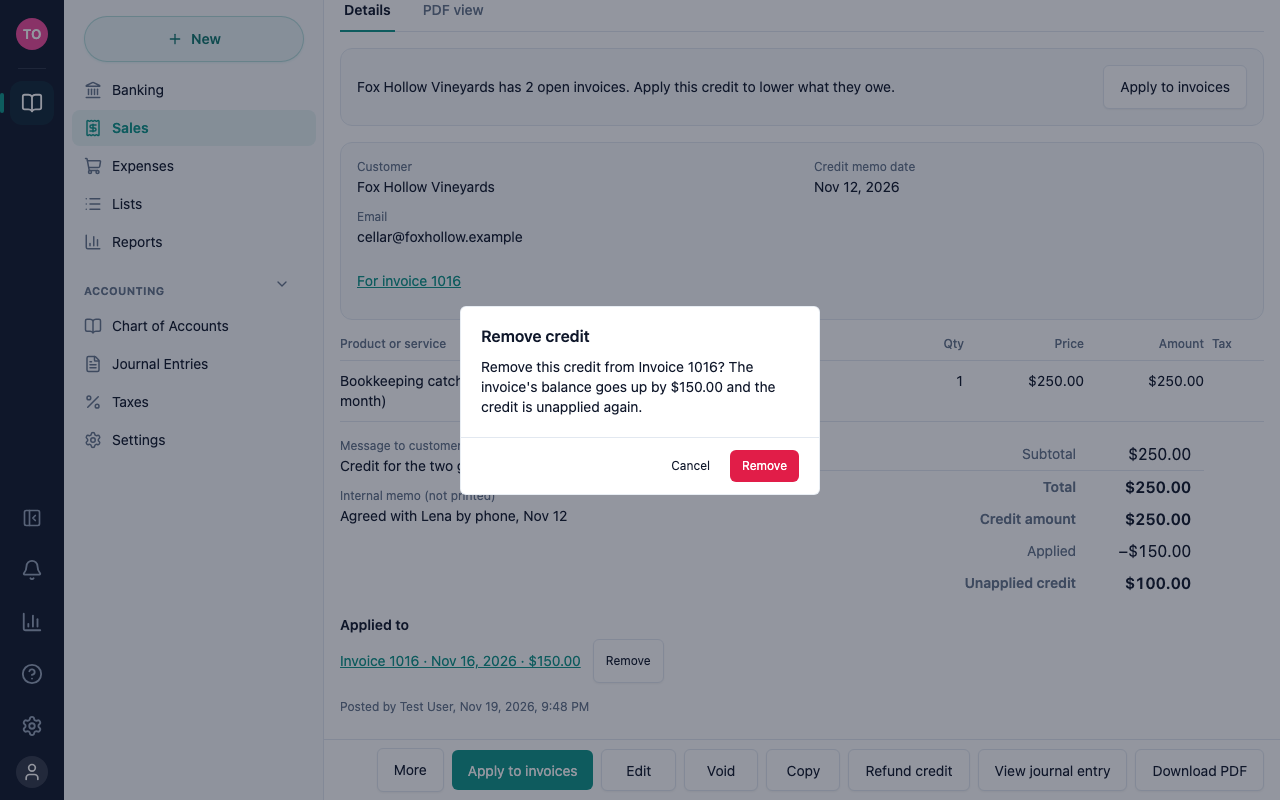 TO
New
Banking
Sales
Expenses
Lists
Reports
ACCOUNTING
Chart of Accounts
Journal Entries
Taxes
Settings
Details
PDF view
Fox Hollow Vineyards has 2 open invoices. Apply this credit to lower what they owe.
Apply to invoices
Customer
Fox Hollow Vineyards
Credit memo date
Nov 12, 2026
Email
cellar@foxhollow.example
For invoice 1016
Product or service
Qty
Price
Amount
Tax
Bookkeeping catch
month)
1
$250.00
$250.00
Remove credit
Remove this credit from Invoice 1016? The
invoice's balance goes up by $150.00 and the
credit is unapplied again.
Cancel
Remove
Message to customer
Credit for the two
Internal memo (not printed)
Agreed with Lena by phone, Nov 12
Subtotal
$250.00
Total
$250.00
Credit amount
$250.00
Applied
–$150.00
Unapplied credit
$100.00
Applied to
Invoice 1016 · Nov 16, 2026 · $150.00
Remove
Posted by Test User, Nov 19, 2026, 9:48 PM
More
Apply to invoices
Edit
Void
Copy
Refund credit
View journal entry
Download PDF